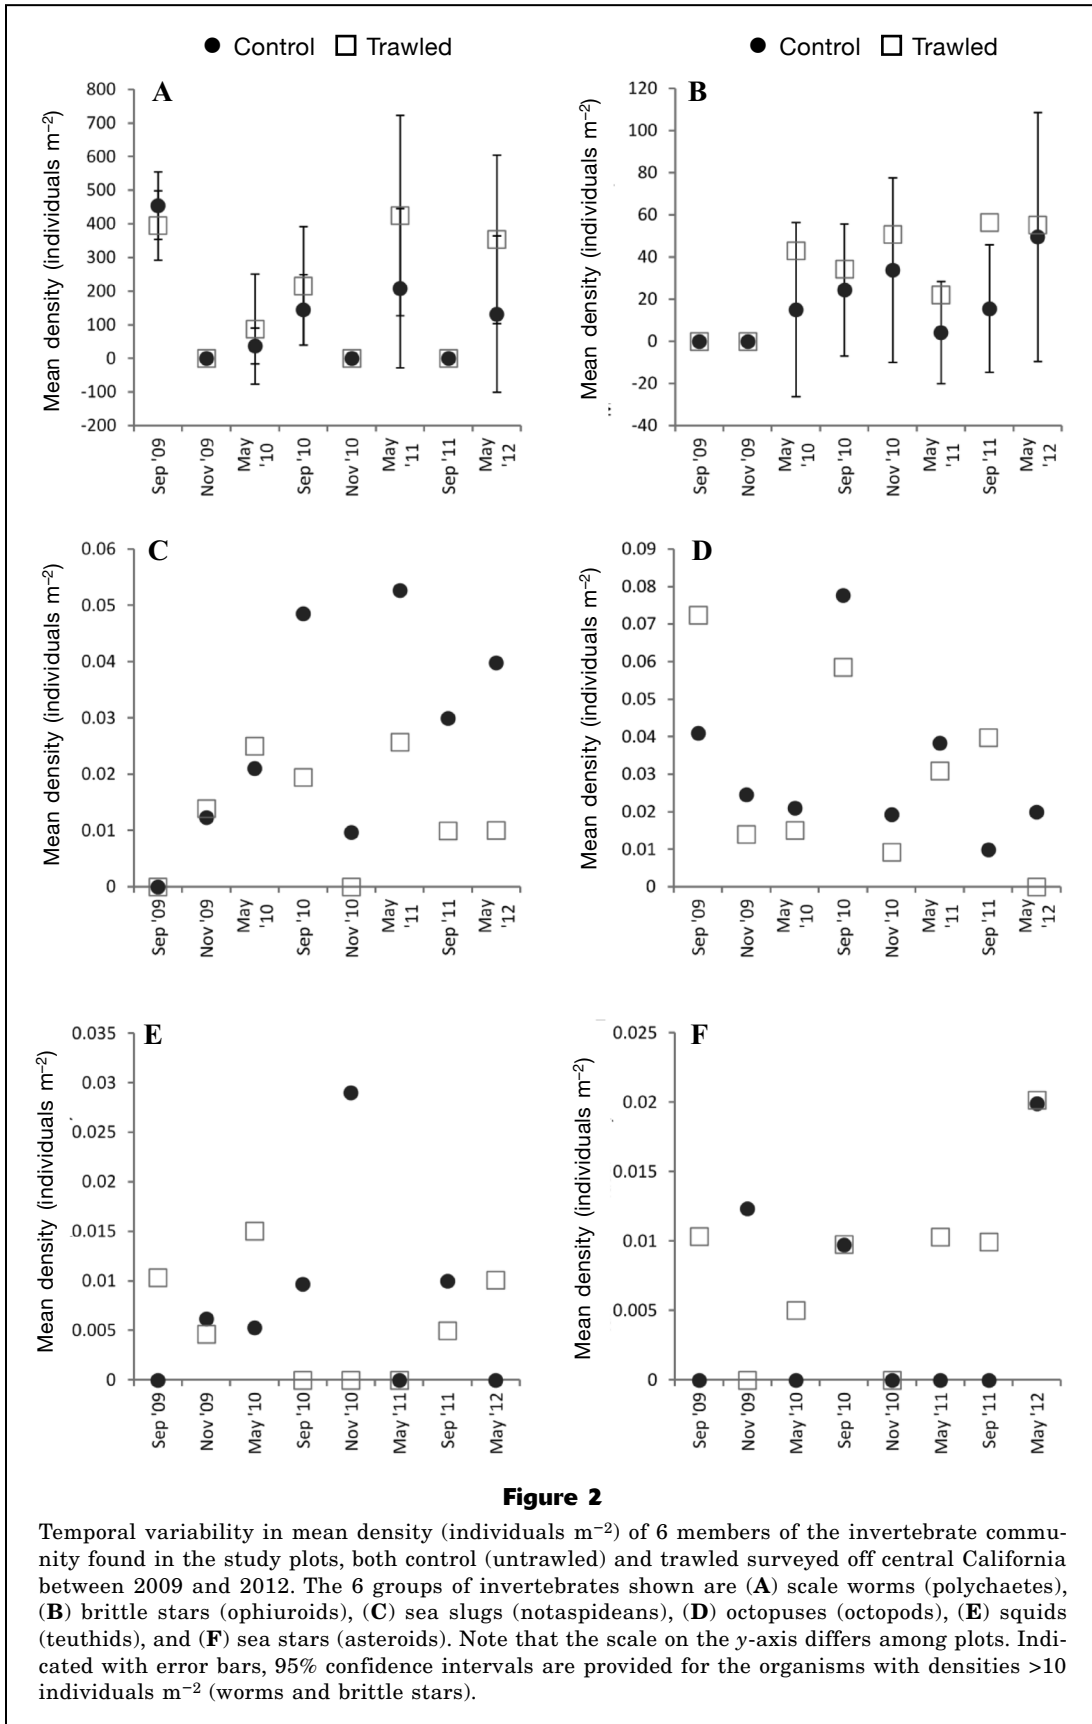 Control Trawled
Control Trawled
A
Mean density (individuals m⁻²)
800
700
600
500
400
300
200
100
0
-100
-200
Sep '09
Nov '09
May '10
Sep '10
Nov '10
May '11
Sep '11
May '12
B
Mean density (individuals m⁻²)
120
100
80
60
40
20
0
-20
-40
Sep '09
Nov '09
May '10
Sep '10
Nov '10
May '11
Sep '11
May '12
C
Mean density (individuals m⁻²)
0.06
0.05
0.04
0.03
0.02
0.01
0
Sep '09
Nov '09
May '10
Sep '10
Nov '10
May '11
Sep '11
May '12
D
Mean density (individuals m⁻²)
0.09
0.08
0.07
0.06
0.05
0.04
0.03
0.02
0.01
0
Sep '09
Nov '09
May '10
Sep '10
Nov '10
May '11
Sep '11
May '12
E
Mean density (individuals m⁻²)
0.035
0.03
0.025
0.02
0.015
0.01
0.005
0
Sep '09
Nov '09
May '10
Sep '10
Nov '10
May '11
Sep '11
May '12
F
Mean density (individuals m⁻²)
0.025
0.02
0.015
0.01
0.005
0
Sep '09
Nov '09
May '10
Sep '10
Nov '10
May '11
Sep '11
May '12
Figure 2
Temporal variability in mean density (individuals m⁻²) of 6 members of the invertebrate commu-
nity found in the study plots, both control (untrawled) and trawled surveyed off central California
between 2009 and 2012. The 6 groups of invertebrates shown are (A) scale worms (polychaetes),
(B) brittle stars (ophiuroids), (C) sea slugs (notaspideans), (D) octopuses (octopods), (E) squids
(teuthids), and (F) sea stars (asteroids). Note that the scale on the y-axis differs among plots. Indi-
cated with error bars, 95% confidence intervals are provided for the organisms with densities >10
individuals m⁻² (worms and brittle stars).